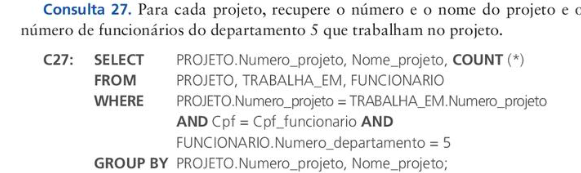 Consulta 27. Para cada projeto, recupere o número e o nome do projeto e o
número de funcionários do departamento 5 que trabalham no projeto.
C27: SELECT PROJETO.Numero_projeto, Nome_projeto, COUNT (*)
FROM PROJETO, TRABALHA_EM, FUNCIONARIO
WHERE PROJETO.Numero_projeto = TRABALHA_EM.Numero_projeto
AND Cpf = Cpf_funcionario AND
FUNCIONARIO.Numero_departamento = 5
GROUP BY PROJETO.Numero_projeto, Nome_projeto;